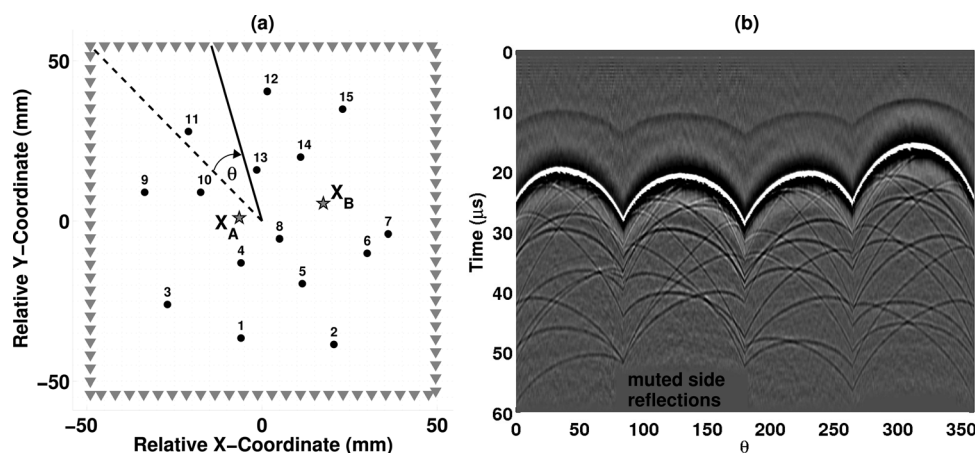 (a)
50
0
−50
−50
0
50
Relative Y−Coordinate (mm)
Relative X−Coordinate (mm)
12
15
11
14
13
θ
9
10
X
A
X
B
8
7
6
4
5
3
1
2
(b)
0
10
20
30
40
50
60
Time (μs)
muted side
reflections
0
50
100
150
200
250
300
350
θ